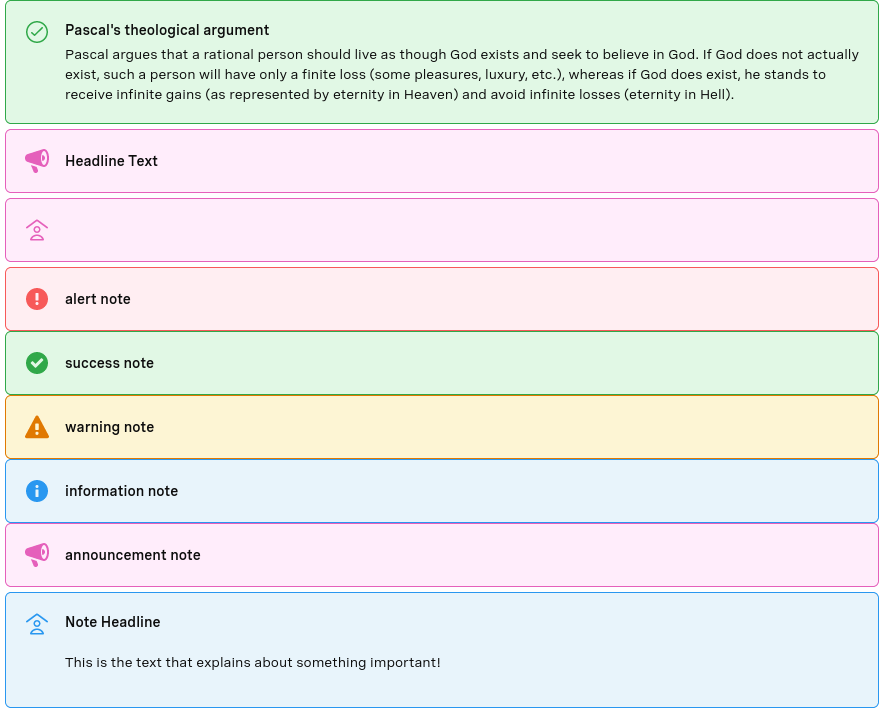 Pascal's theological argument
Pascal argues that a rational person should live as though God exists and seek to believe in God. If God does not actually
exist, such a person will have only a finite loss (some pleasures, luxury, etc.), whereas if God does exist, he stands to
receive infinite gains (as represented by eternity in Heaven) and avoid infinite losses (eternity in Hell).
Headline Text
alert note
success note
warning note
information note
announcement note
Note Headline
This is the text that explains about something important!